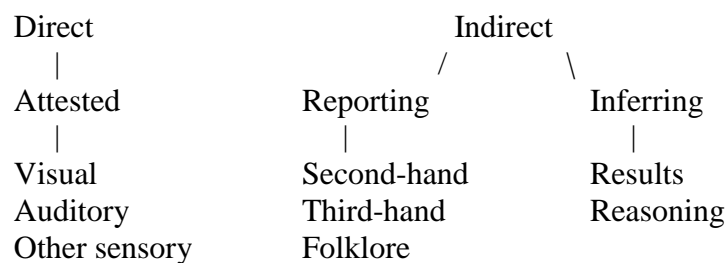 Direct Indirect
Attested Reporting Inferring
Visual Second-hand Results
Auditory Third-hand Reasoning
Other sensory Folklore